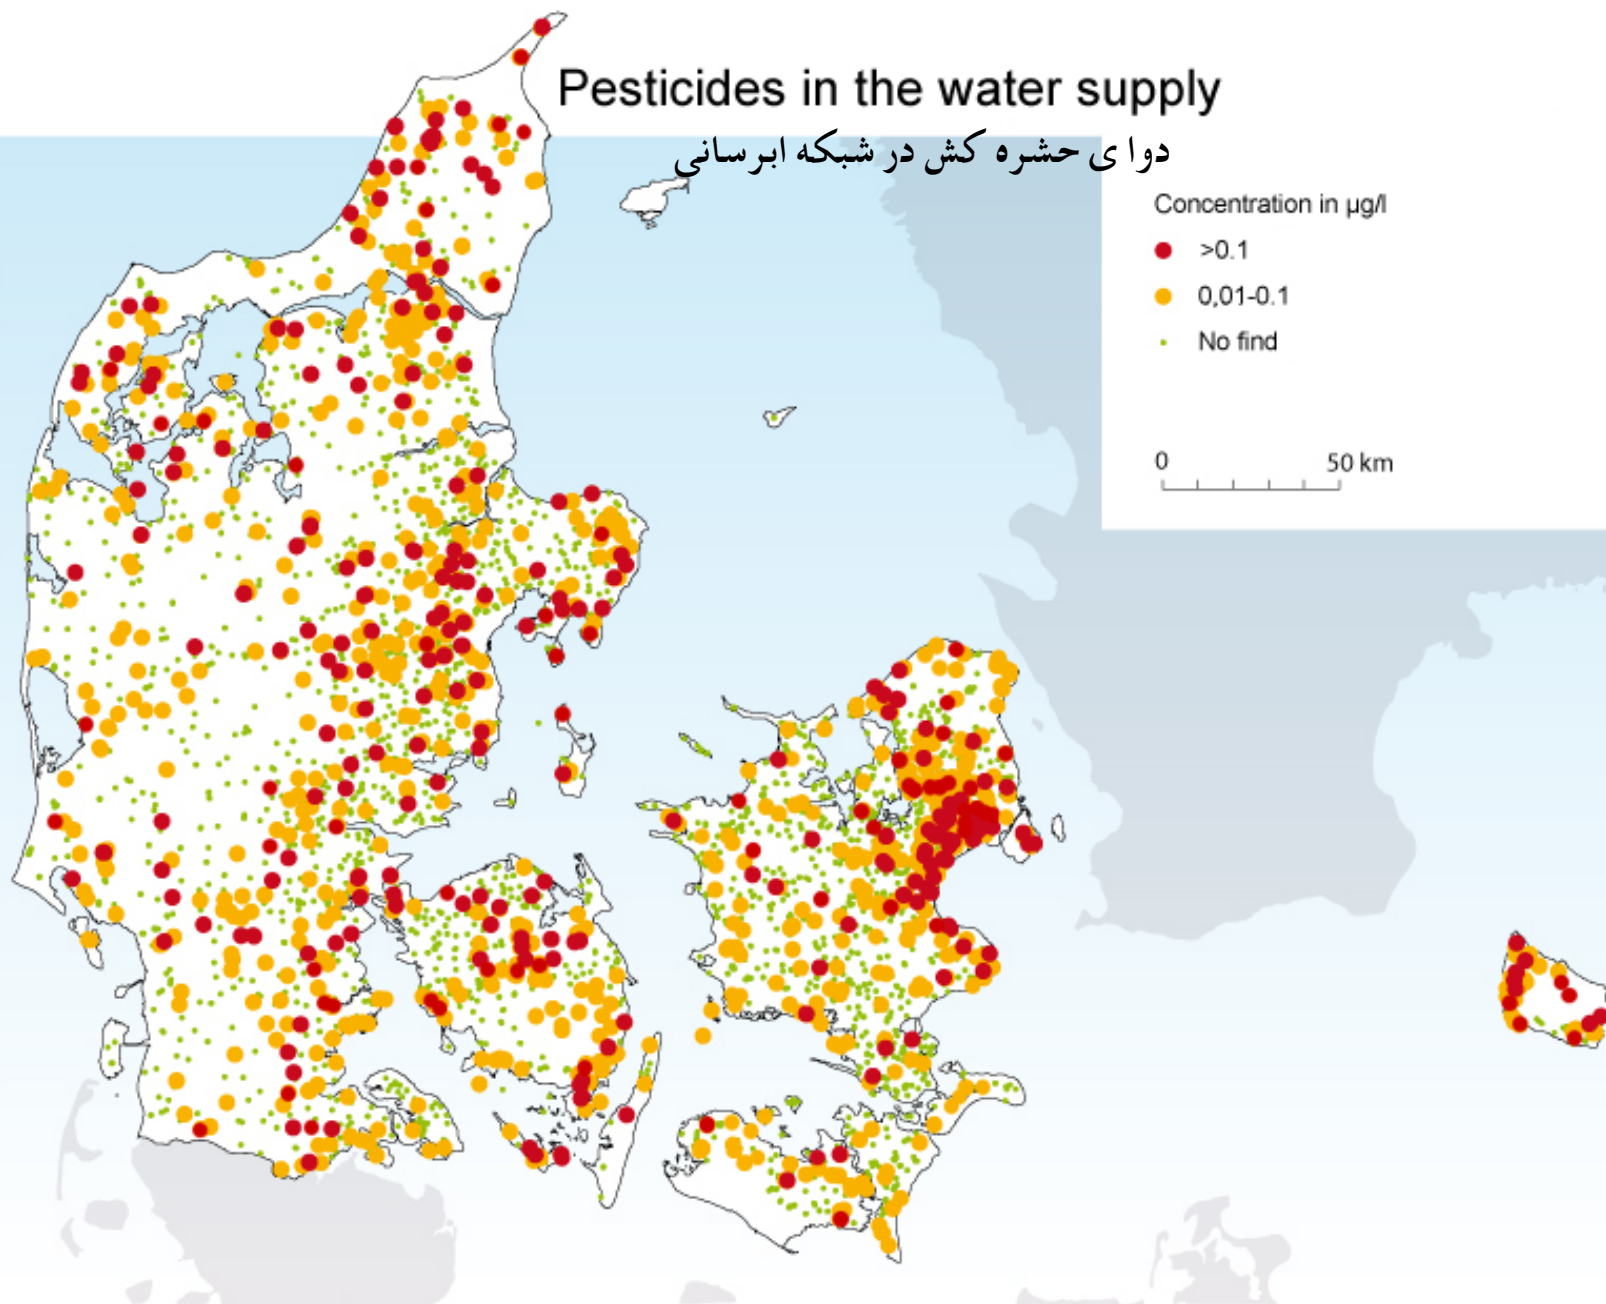 Pesticides in the water supply
دوا ی حشره کش در شبکه ابرسانی
Concentration in µg/l
>0.1
0,01-0.1
No find
0 50 km